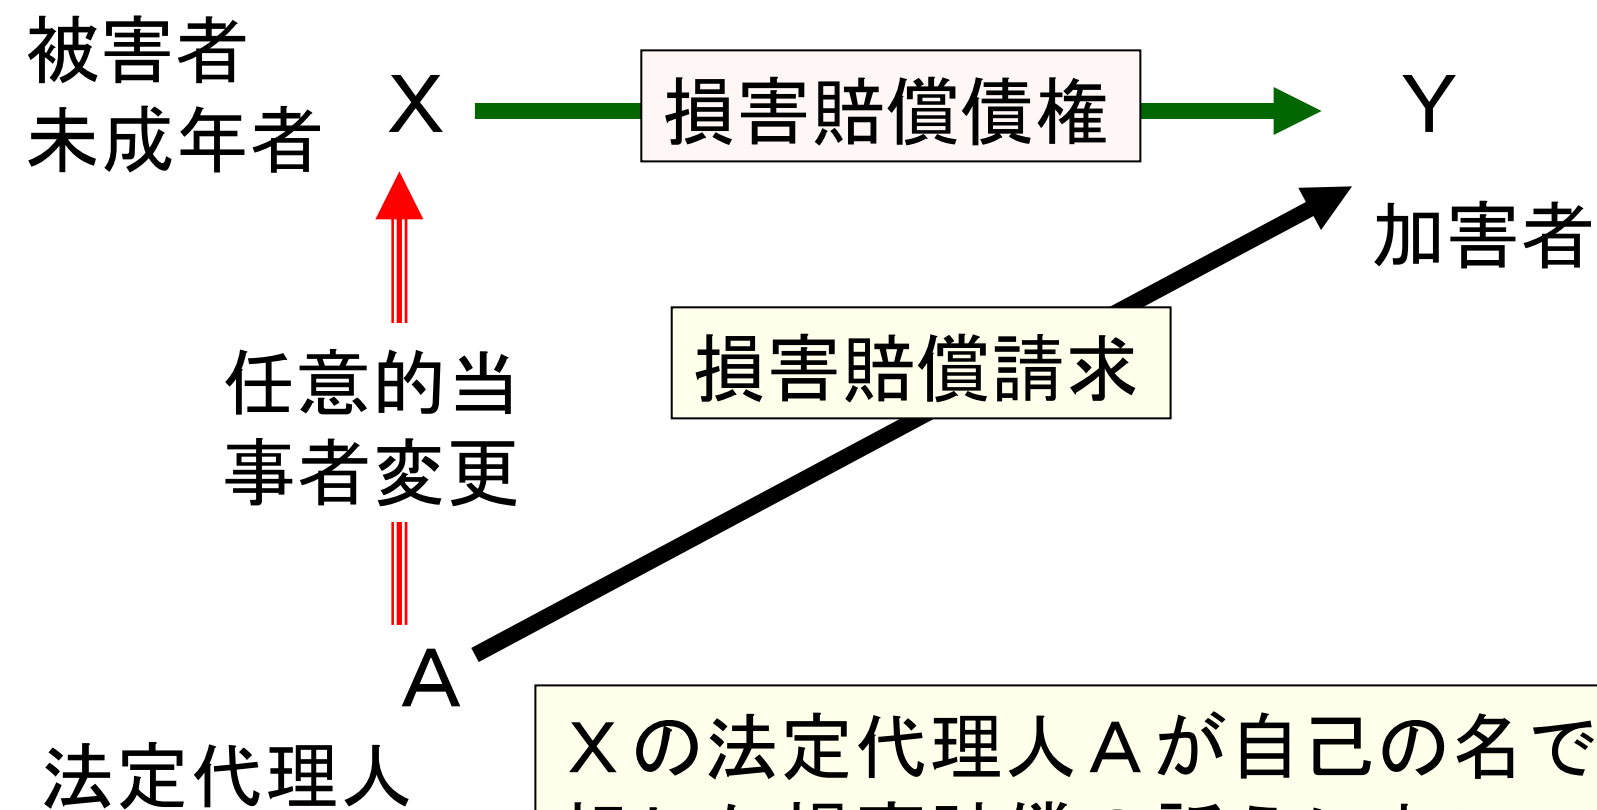 被害者
未成年者
X
損害賠償債権
Y
加害者
損害賠償請求
任意的当
事者変更
A
法定代理人
Xの法定代理人Aが自己の名で